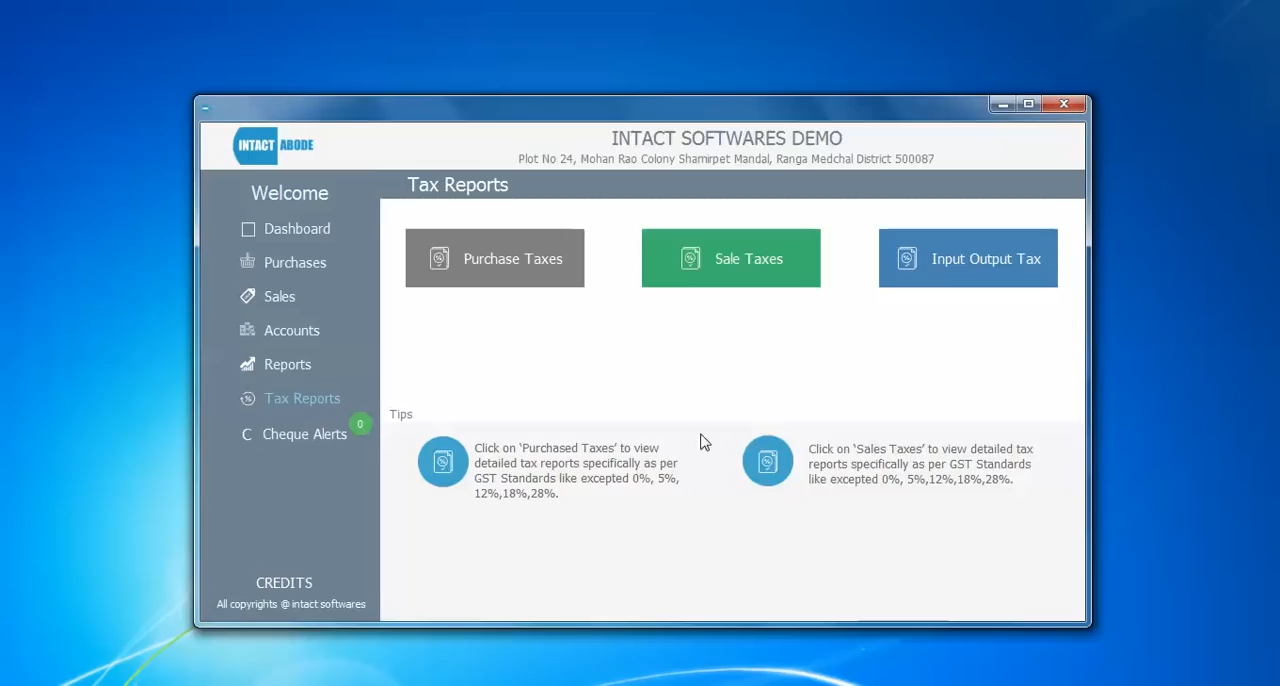 INTACT ABODE
INTACT SOFTWARES DEMO
Plot No 24, Mohan Rao Colony Shamirpet Mandal, Ranga Medchal District 500087
Welcome
Tax Reports
Dashboard
Purchases
Sales
Accounts
Reports
Tax Reports
0
C Cheque Alerts
Purchase Taxes
Sale Taxes
Input Output Tax
Tips
Click on ‘Purchased Taxes’ to view
detailed tax reports specifically as per
GST Standards like excepted 0%, 5%,
12%,18%,28%.
Click on ‘Sales Taxes’ to view detailed tax
reports specifically as per GST Standards
like excepted 0%, 5%,12%,18%,28%.
CREDITS
All copyrights @ intact softwares